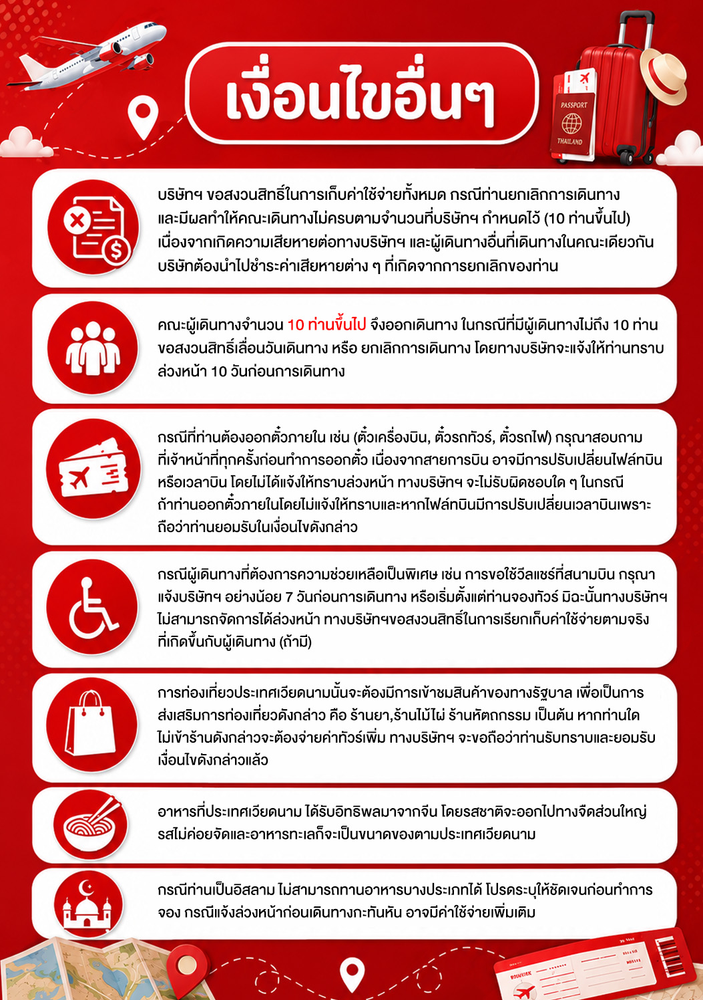 เงื่อนไขอื่นๆ
PASSPORT
THAILAND
บริษัทฯ ขอสงวนสิทธิ์ในการเก็บค่าใช้จ่ายทั้งหมด กรณีท่านยกเลิกการเดินทาง
และมีผลทำให้คณะเดินทางไม่ครบตามจำนวนที่บริษัทฯ กำหนดไว้ (10 ท่านขึ้นไป)
เนื่องจากเกิดความเสียหายต่อทางบริษัทฯ และผู้เดินทางอื่นที่เดินทางในคณะเดียวกัน
บริษัทต้องนำไปชำระค่าเสียหายต่าง ๆ ที่เกิดจากการยกเลิกของท่าน
คณะผู้เดินทางจำนวน 10 ท่านขึ้นไป จึงออกเดินทาง ในกรณีที่มีผู้เดินทางไม่ถึง 10 ท่าน
ขอสงวนสิทธิ์เลื่อนวันเดินทาง หรือ ยกเลิกการเดินทาง โดยทางบริษัทจะแจ้งให้ท่านทราบ
ล่วงหน้า 10 วันก่อนการเดินทาง
กรณีที่ท่านต้องออกตั๋วภายใน เช่น (ตั๋วเครื่องบิน, ตั๋วรถทัวร์, ตั๋วรถไฟ) กรุณาสอบถาม
ที่เจ้าหน้าที่ทุกครั้งก่อนทำการออกตั๋ว เนื่องจากสายการบิน อาจมีการปรับเปลี่ยนไฟล์ทบิน
หรือเวลาบิน โดยไม่ได้แจ้งให้ทราบล่วงหน้า ทางบริษัทฯ จะไม่รับผิดชอบใด ๆ ในกรณี
ถ้าท่านออกตั๋วภายในโดยไม่แจ้งให้ทราบและหากไฟล์ทบินมีการปรับเปลี่ยนเวลาบินเพราะ
ถือว่าท่านยอมรับในเงื่อนไขดังกล่าว
กรณีผู้เดินทางที่ต้องการความช่วยเหลือเป็นพิเศษ เช่น การขอใช้วีลแชร์ที่สนามบิน กรุณา
แจ้งบริษัทฯ อย่างน้อย 7 วันก่อนการเดินทาง หรือเริ่มตั้งแต่ท่านจองทัวร์ มิฉะนั้นทางบริษัทฯ
ไม่สามารถจัดการได้ล่วงหน้า ทางบริษัทฯขอสงวนสิทธิ์ในการเรียกเก็บค่าใช้จ่ายตามจริง
ที่เกิดขึ้นกับผู้เดินทาง (ถ้ามี)
การท่องเที่ยวประเทศเวียดนามนั้นจะต้องมีการเข้าชมสินค้าของทางรัฐบาล เพื่อเป็นการ
ส่งเสริมการท่องเที่ยวดังกล่าว คือ ร้านยา,ร้านไม้ไผ่ ร้านหัตถกรรม เป็นต้น หากท่านใด
ไม่เข้าร้านดังกล่าวจะต้องจ่ายค่าทัวร์เพิ่ม ทางบริษัทฯ จะขอถือว่าท่านรับทราบและยอมรับ
เงื่อนไขดังกล่าวแล้ว
อาหารที่ประเทศเวียดนาม ได้รับอิทธิพลมาจากจีน โดยรสชาติจะออกไปทางจืดส่วนใหญ่
รสไม่ค่อยจัดและอาหารทะเลก็จะเป็นขนาดของตามประเทศเวียดนาม
กรณีท่านเป็นอิสลาม ไม่สามารถทานอาหารบางประเภทได้ โปรดระบุให้ชัดเจนก่อนทำการ
จอง กรณีแจ้งล่วงหน้าก่อนเดินทางกะทันหัน อาจมีค่าใช้จ่ายเพิ่มเติม